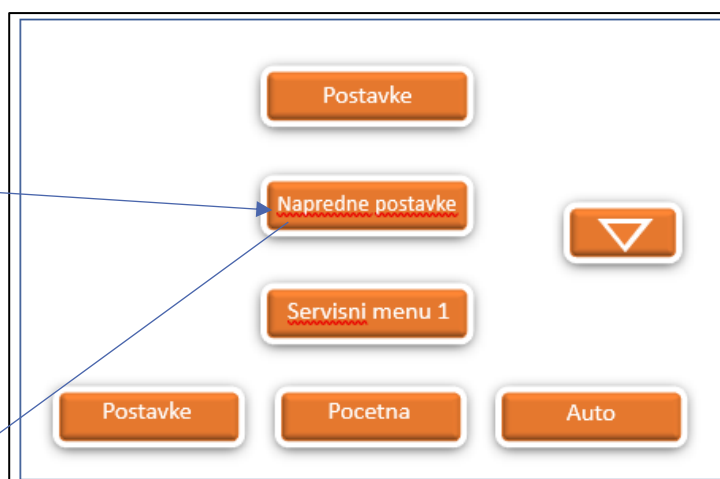 Postavke
Napredne postavke
Servisni menu 1
Postavke
Pocetna
Auto